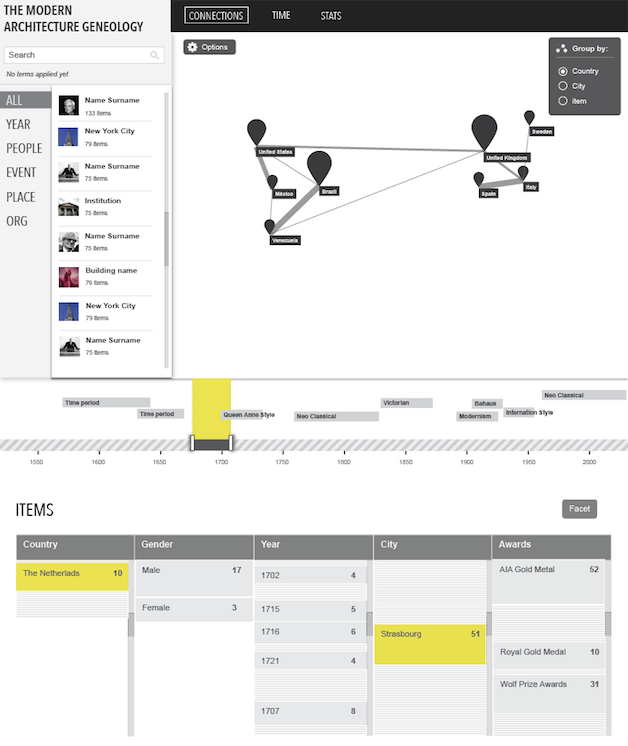 THE MODERN
ARCHITECTURE GENEOLOGY
CONNECTIONS
TIME
STATS
Search
No terms applied yet
ALL
YEAR
PEOPLE
EVENT
PLACE
ORG
Name Surname
133 Items
New York City
79 Items
Name Surname
75 Items
Institution
75 Items
Name Surname
75 Items
Building name
79 Items
New York City
79 Items
Name Surname
75 Items
Options
Group by:
Country
City
item
United States
México
Brazil
Venezuela
United Kingdom
Sweden
Spain
Italy
Time period
Time period
Queen Anne Style
Neo Classical
Victorian
Modernism
Bahaus
Internation Style
Neo Classical
1550
1600
1650
1700
1750
1800
1850
1900
1950
2000
ITEMS
Facet
Country
Gender
Year
City
Awards
The Netherlads 10
Male 17
Female 3
1702 4
1715 5
1716 6
1721 4
1707 8
Strasbourg 51
AIA Gold Metal 52
Royal Gold Medal 10
Wolf Prize Awards 31